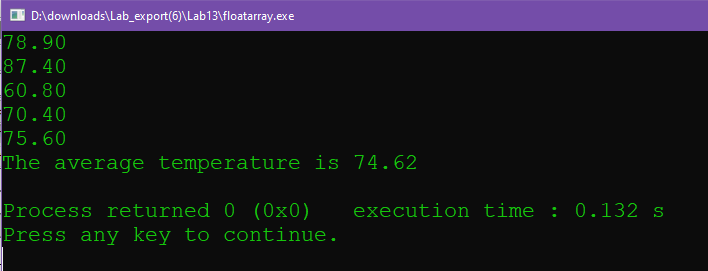 D:\downloads\Lab_export(6)\Lab13\floatarray.exe
78.90
87.40
60.80
70.40
75.60
The average temperature is 74.62
Process returned 0 (0x0)   execution time : 0.132 s
Press any key to continue.